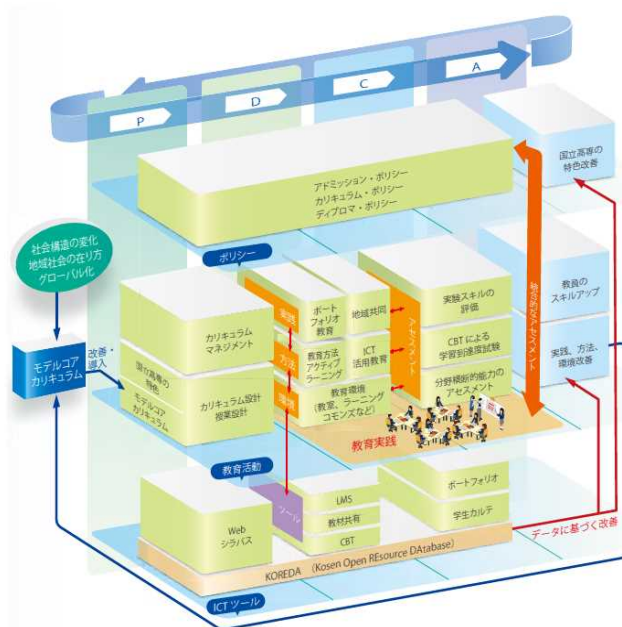 P
D
C
A
国立高専の
特色改善
アドミッション・ポリシー
カリキュラム・ポリシー
ディプロマ・ポリシー
ポリシー
社会構造の変化
地域社会の在り方
グローバル化
モデルコア
カリキュラム
改善・
導入
カリキュラム
マネジメント
国立高専の
特色
モデルコア
カリキュラム
カリキュラム設計
授業設計
実践
方法
環境
ポート
フォリオ
教育
地域共同
教育方法
アクティブ
ラーニング
ICT
活用教育
教育環境
(教室、ラーニング
コモンズなど)
アセスメント
実験スキルの
評価
CBTによる
学習到達度試験
分野横断的能力の
アセスメント
総合的なアセスメント
教員の
スキルアップ
実践、方法、
環境改善
教育実践
教育活動
ツール
Web
シラバス
LMS
教材共有
CBT
ポートフォリオ
学生カルテ
KOREDA (Kosen Open REsource DAtabase)
データに基づく改善
ICTツール